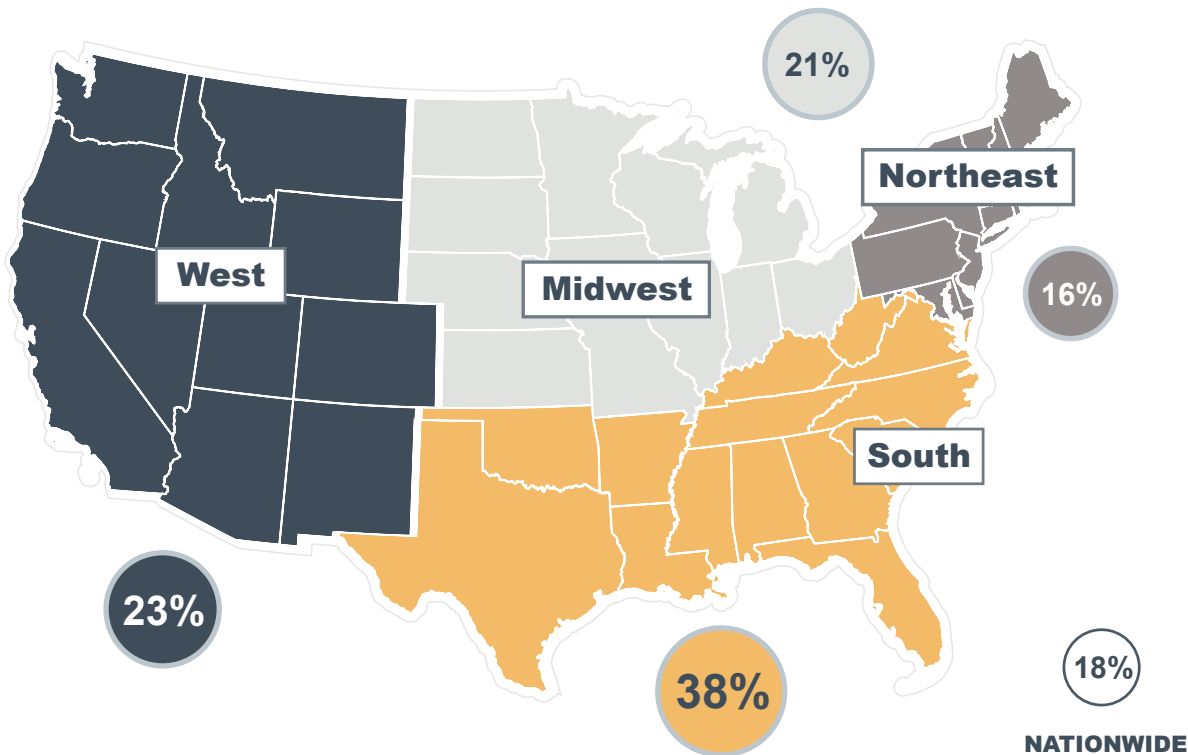 21%
Northeast
West
Midwest
16%
South
23%
38%
18%
NATIONWIDE